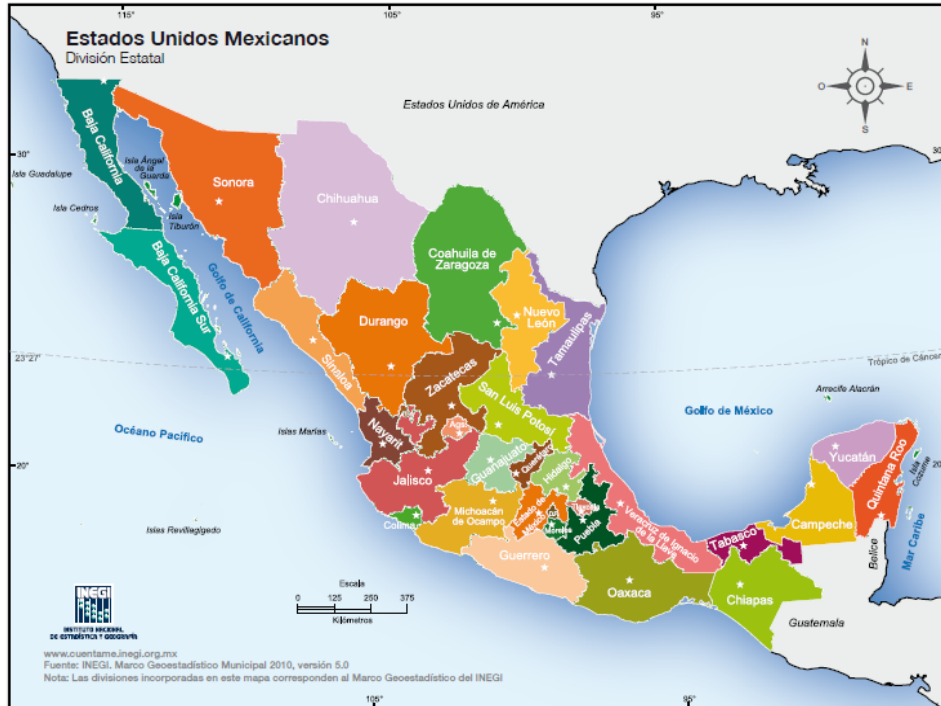 115°
105°
95°
Estados Unidos Mexicanos
División Estatal
N
O
E
S
Estados Unidos de América
30°
30
Baja California
Isla Ángel
de la
Guarda
Isla Guadalupe
Isla
Tiburón
Isla Cedros
Sonora
Chihuahua
Coahuila de
Zaragoza
Baja California Sur
Golfo de California
Nuevo
León
Durango
Tamaulipas
Sinaloa
23°27'
Trópico de Cánce
Zacatecas
San Luis Potosí
Arrecife Alacrán
Golfo de México
Océano Pacífico
Islas Marías
Nayarit
Ags.
Yucatán
Quintana Roo
Isla
Cozumel
20°
20
Jalisco
Guanajuato
Querétaro
Hidalgo
Colima
Michoacán
de Ocampo
Estado de
México
D.F.
Morelos
Tlaxcala
Puebla
Veracruz de Ignacio
de la Llave
Campeche
Tabasco
Belice
Mar Caribe
Islas Revillagigedo
Guerrero
Oaxaca
Chiapas
Guatemala
Escala
0 125 250 375
Kilómetros
INEGI
INSTITUTO NACIONAL
DE ESTADÍSTICA Y GEOGRAFÍA
www.cuentame.inegi.org.mx
Fuente: INEGI. Marco Geoestadístico Municipal 2010, versión 5.0
Nota: Las divisiones incorporadas en este mapa corresponden al Marco Geoestadístico del INEGI
105°
95°